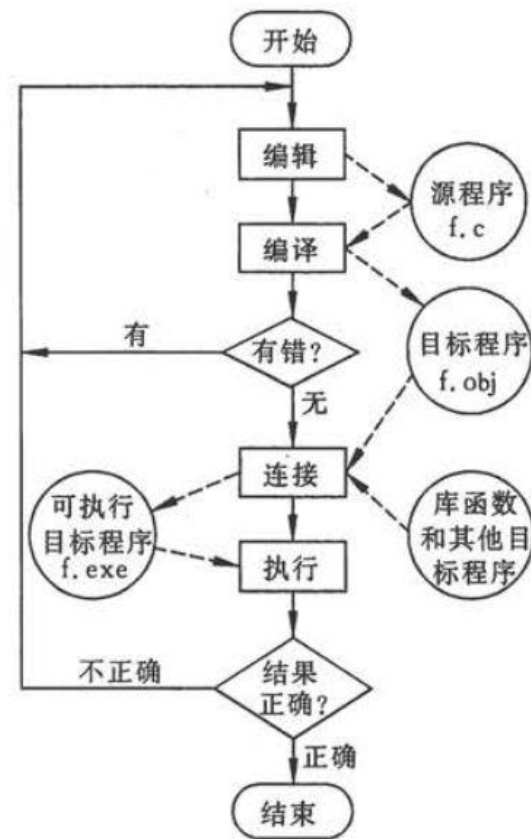 开始
编辑
源程序
f.c
编译
有
有错?
目标程序
f.obj
无
连接
可执行
目标程序
f.exe
库函数
和其他目
标程序
执行
不正确
结果
正确?
正确
结束